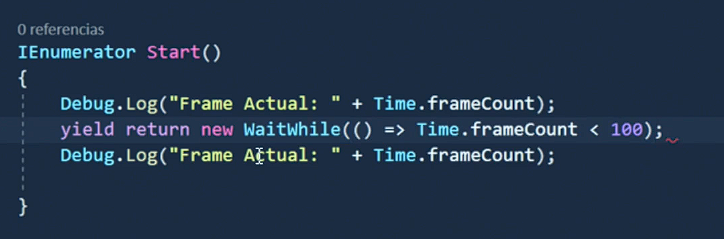 0 referencias
IEnumerator Start()
{
Debug.Log("Frame Actual: " + Time.frameCount);
yield return new WaitWhile(() => Time.frameCount < 100);
Debug.Log("Frame Actual: " + Time.frameCount);
}